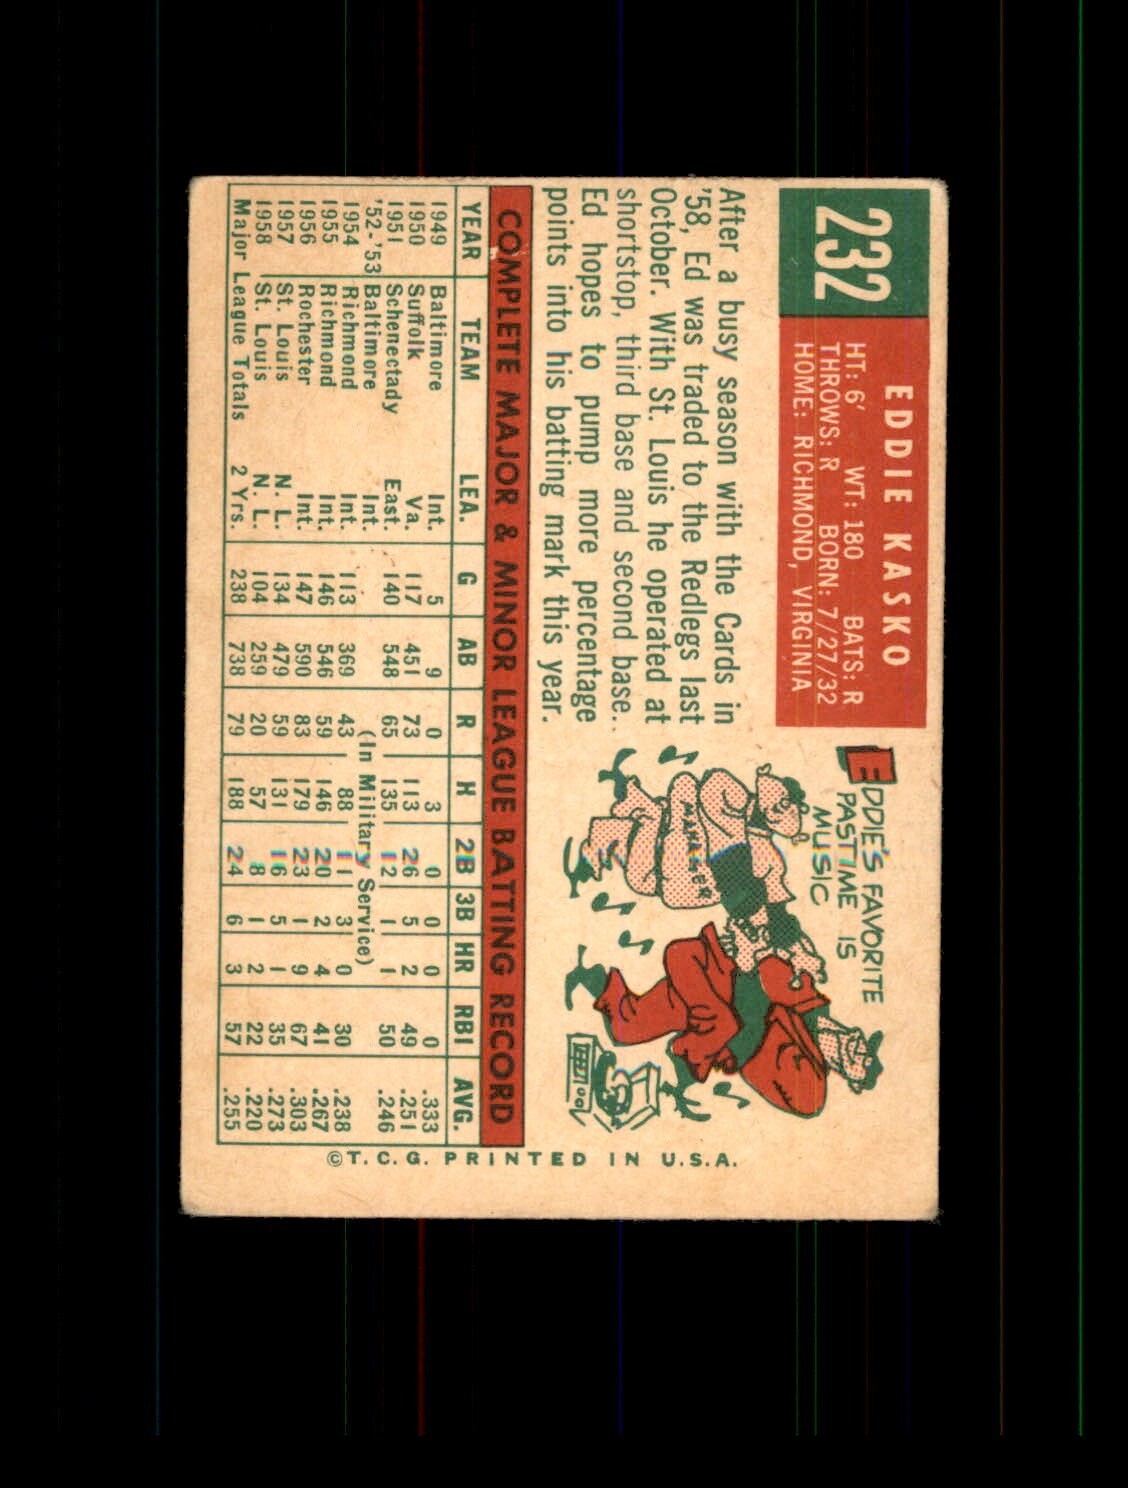 232
EDDIE KASKO
HT: 6' WT: 180 BATS: R
THROWS: R BORN: 7/27/32
HOME: RICHMOND, VIRGINIA
After a busy season with the Cards in
'58, Ed was traded to the Redlegs last
October. With St. Louis he operated at
shortstop, third base and second base.
Ed hopes to pump more percentage
points into his batting mark this year.
EDDIE'S FAVORITE
PASTIME IS
MUSIC
MANAGER
COMPLETE MAJOR & MINOR LEAGUE BATTING RECORD
YEAR TEAM LEA. G AB R H 2B 3B HR RBI AVG.
1949 Baltimore Int. 5 9 0 3 0 0 0 0 .333
1950 Suffolk Va. 117 451 73 113 26 5 2 49 .251
1951 Schenectady East. 140 548 65 135 12 1 1 50 .246
'52-'53 Baltimore Int. (In Military Service)
1954 Richmond Int. 113 369 43 88 11 3 0 30 .238
1955 Richmond Int. 146 546 59 146 20 2 4 41 .267
1956 Rochester Int. 147 590 83 179 23 1 9 67 .303
1957 St. Louis N. L. 134 479 59 131 16 5 1 35 .273
1958 St. Louis N. L. 104 259 20 57 8 1 2 22 .220
Major League Totals 2 Yrs. 238 738 79 188 24 6 3 57 .255
©T.C.G. PRINTED IN U.S.A.